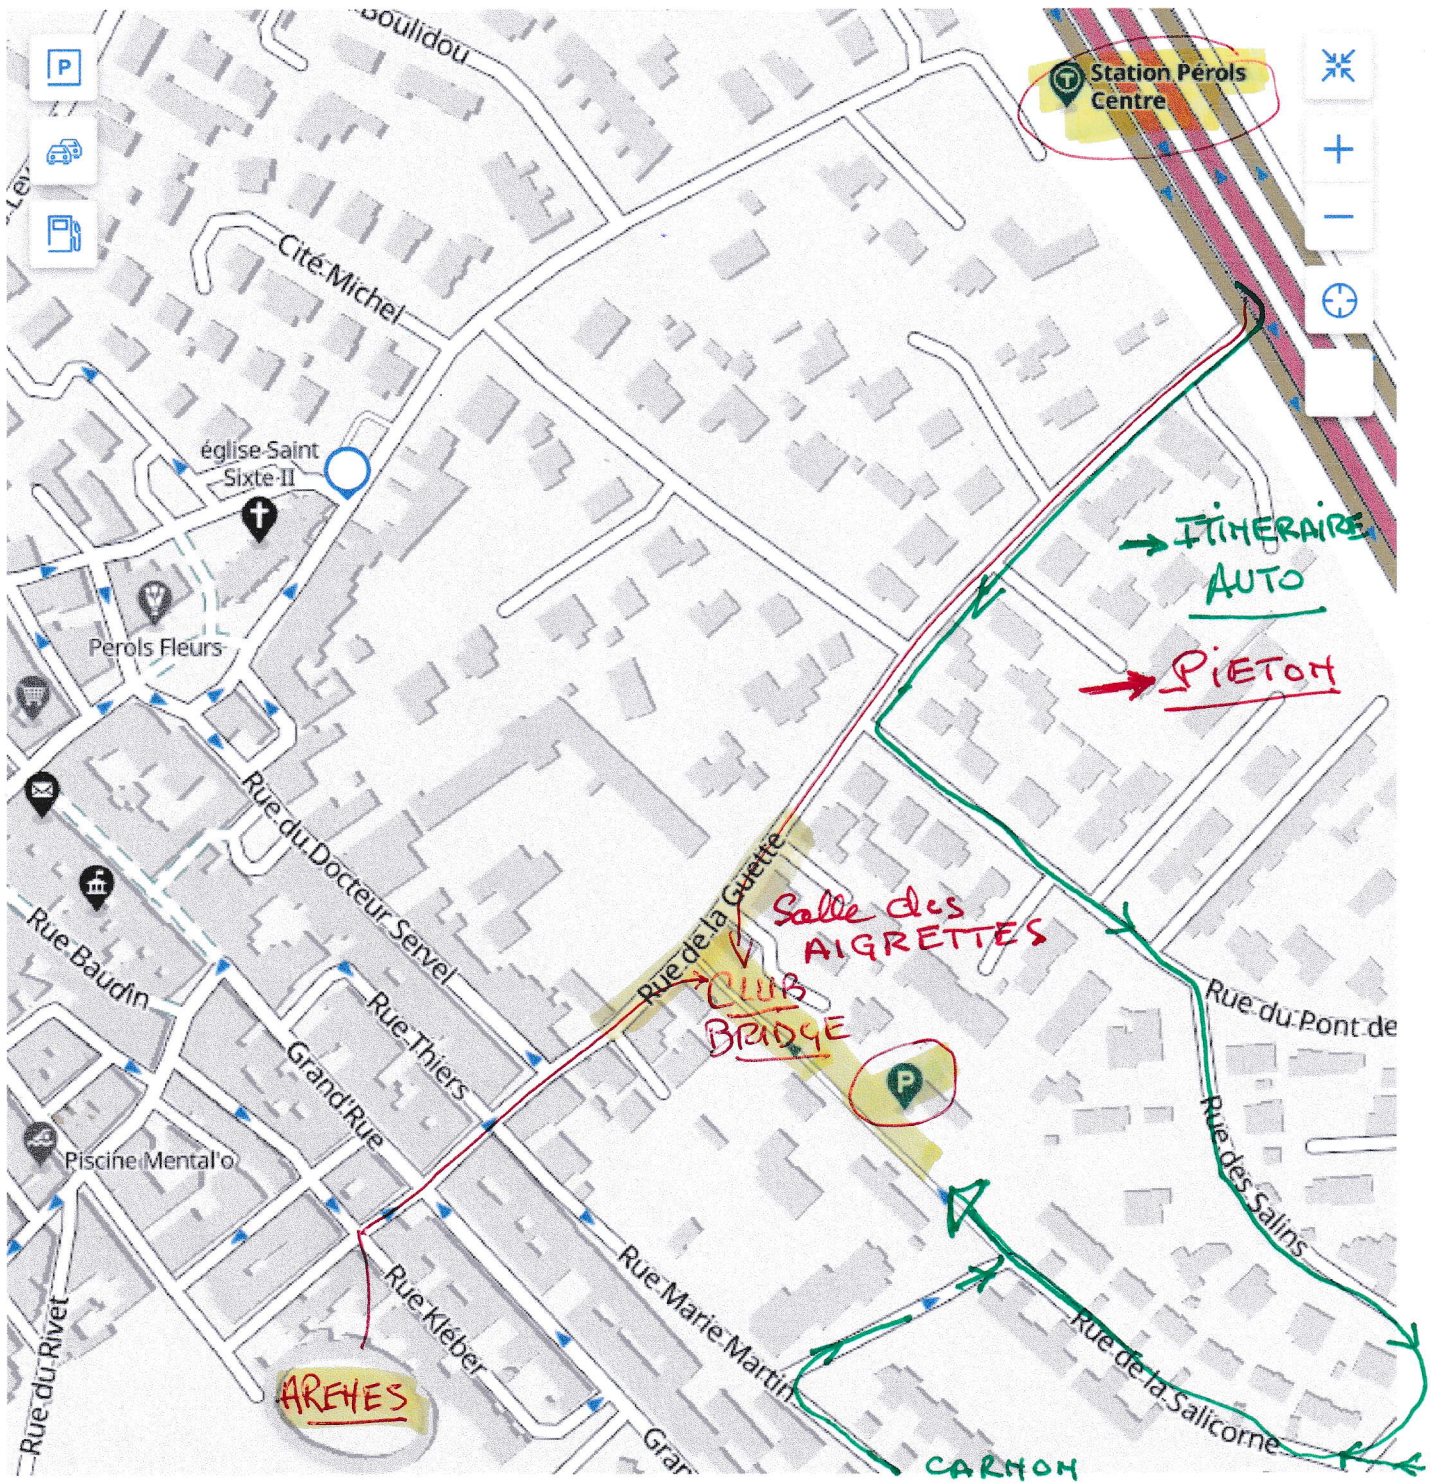 Boulidou
Station Pérols
Centre
P
Cité Michel
église Saint
Sixte II
ITINERAIRE
AUTO
Pérols Fleurs
PIETON
Rue du Docteur Servel
Rue de la Guette
Salle des
AIGRETTES
CLUB
BRIDGE
Rue Baudin
Rue Thiers
Grand'Rue
Rue du Pont de
P
Piscine Mental'o
Rue des Salins
Rue Kléber
Rue Marie Martin
Rue de la Salicorne
Rue du Rivet
ARENES
Gran
CARNON